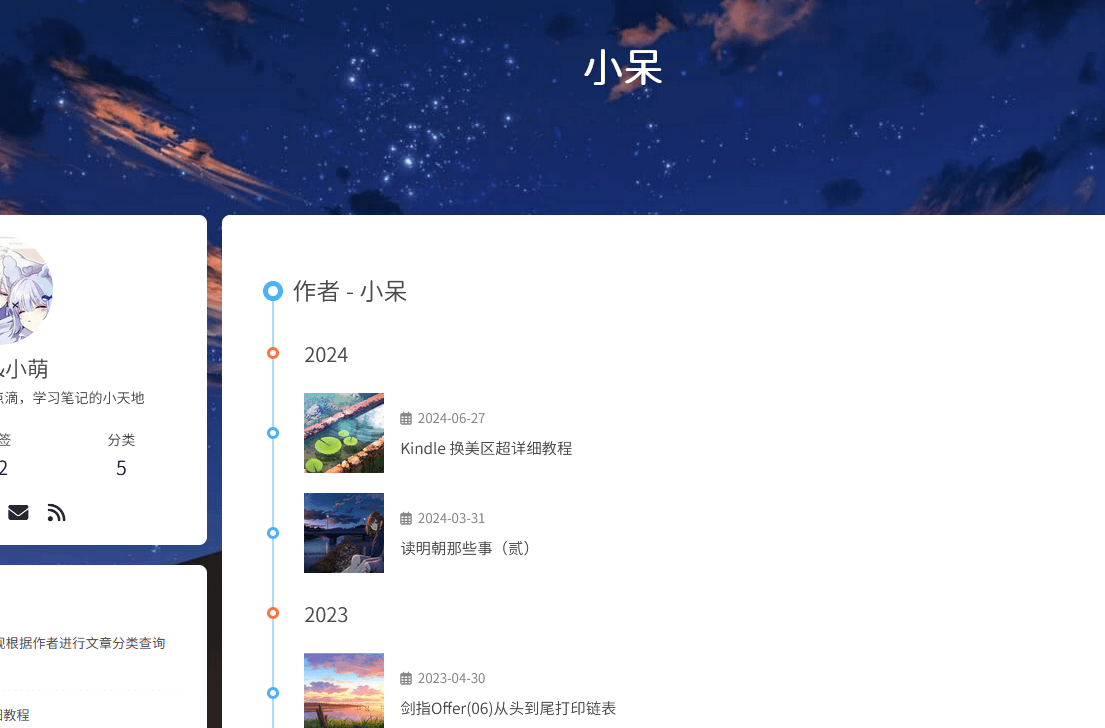 小呆
小萌
点滴，学习笔记的小天地
签
分类
2
5
现根据作者进行文章分类查询
教程
作者 - 小呆
2024
2024-06-27
Kindle 换美区超详细教程
2024-03-31
读明朝那些事（贰）
2023
2023-04-30
剑指Offer(06)从头到尾打印链表